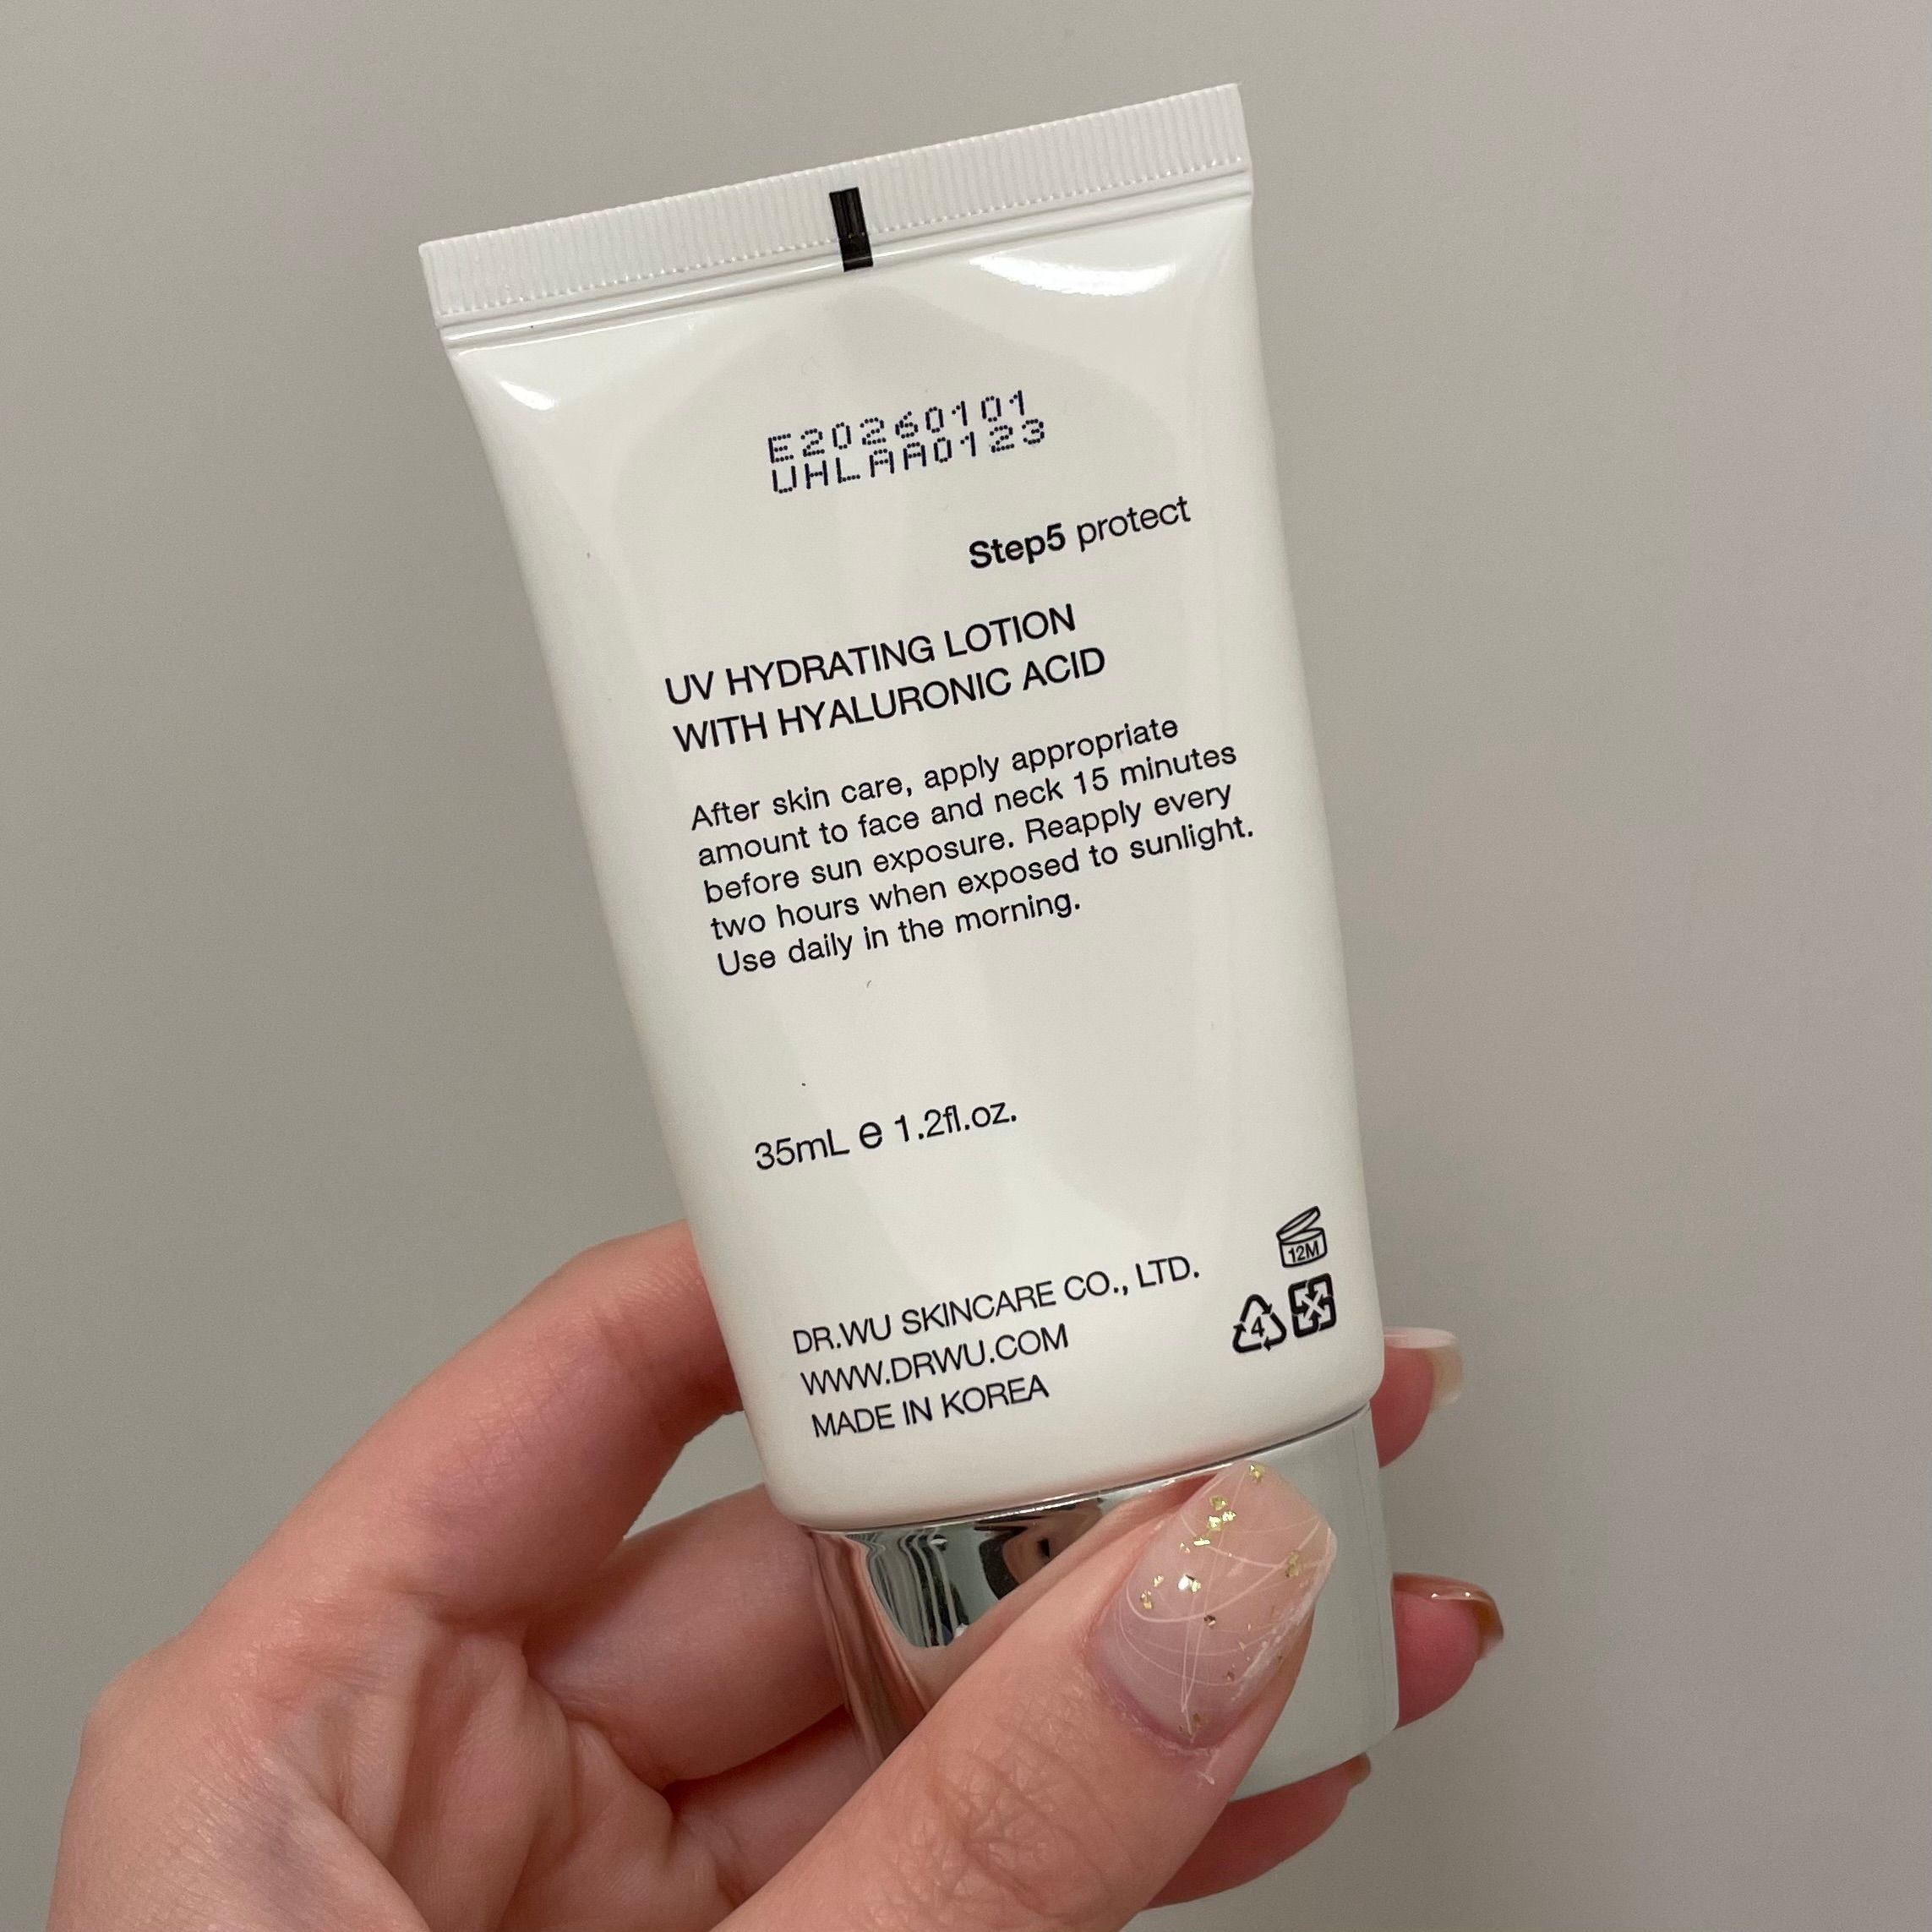 E20260101
UHLAA0123
Step5 protect
UV HYDRATING LOTION
WITH HYALURONIC ACID
After skin care, apply appropriate
amount to face and neck 15 minutes
before sun exposure. Reapply every
two hours when exposed to sunlight.
Use daily in the morning.
35mL e 1.2fl.oz.
12M
DR.WU SKINCARE CO., LTD.
4
WWW.DRWU.COM
MADE IN KOREA